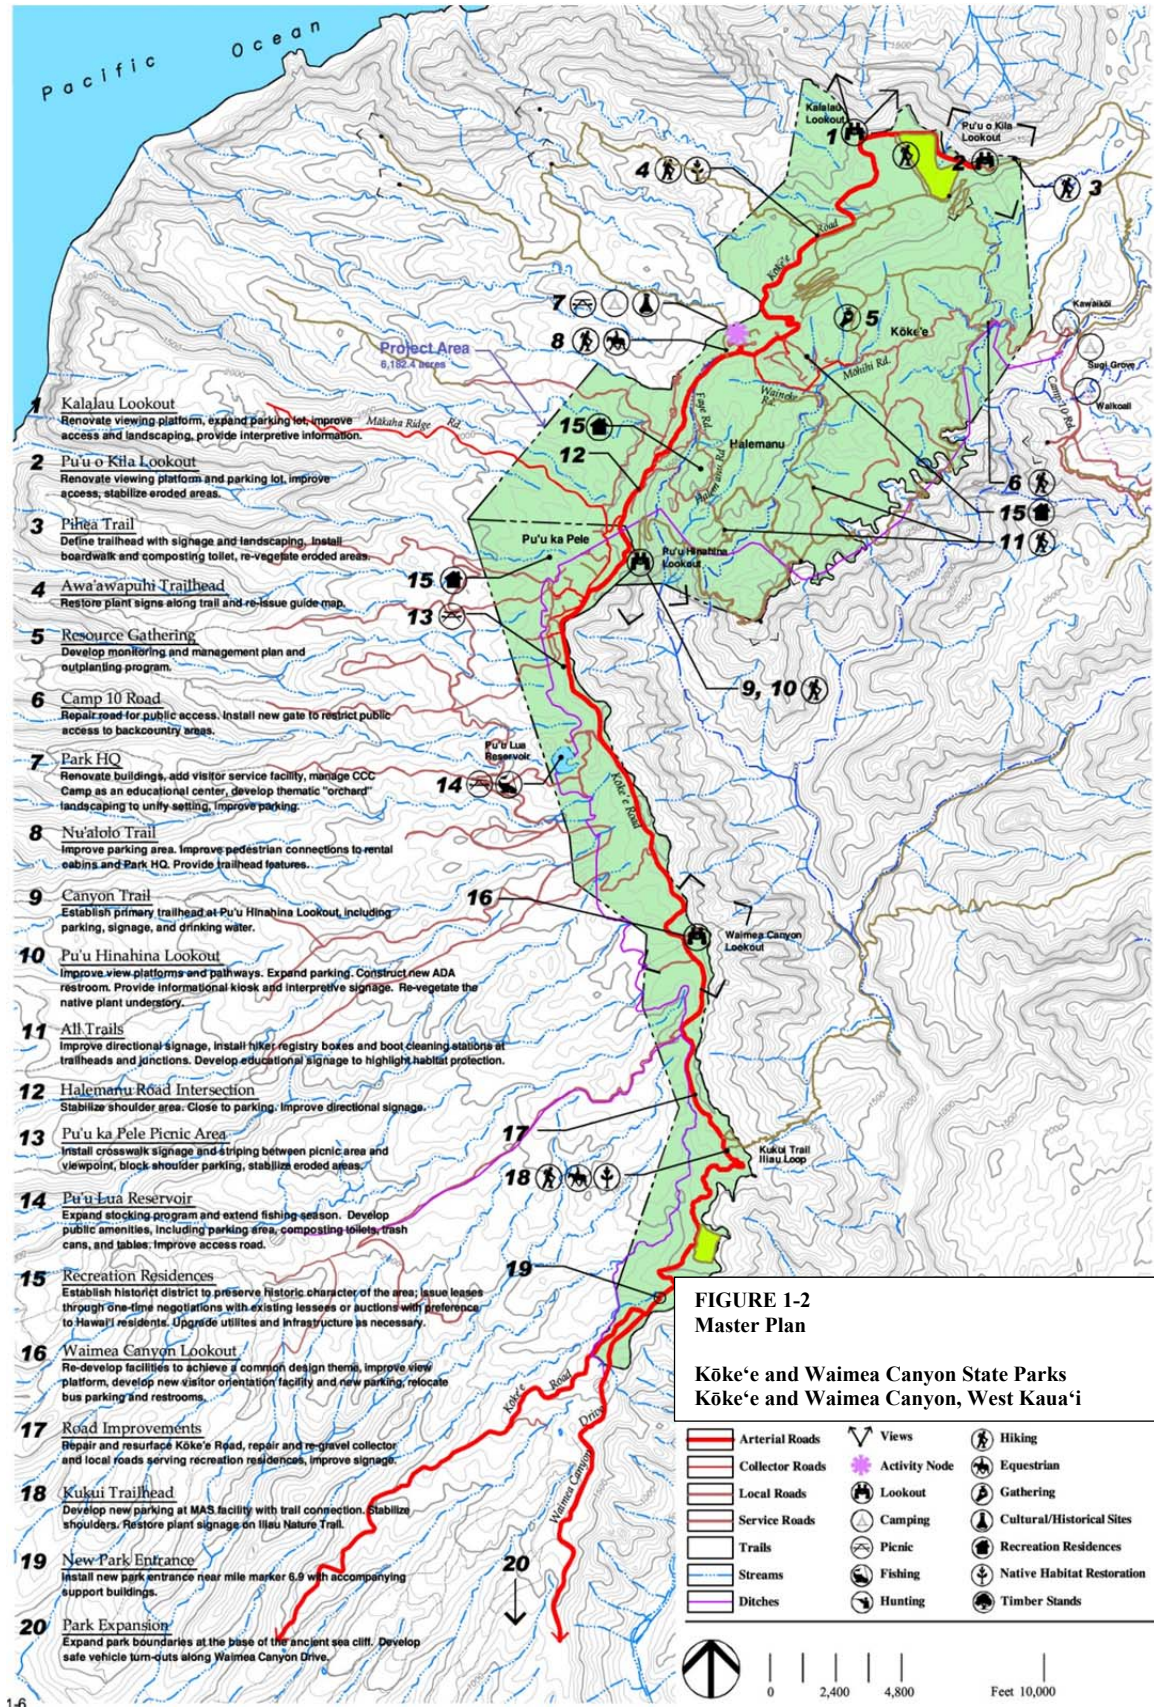 Pacific Ocean
Kalalau
Lookout
1
Pu'u o Kila
Lookout
2
4
3
Road
Kōke'e
7
5
Kawaikōi
8
Kōke'e
Project Area
6,182.4 acres
Sugi Grove
Mōhihi Rd.
Camp 10 Rd.
Waikoali
Waineke
Rd.
Faye Rd.
Makaha Ridge Rd.
15
Halemanu
12
Halemanu Rd
6
15
11
Pu'u ka Pele
Pu'u Hinahina
Lookout
15
13
9, 10
Pu'u Lua
Reservoir
14
Kōke'e Road
16
Waimea Canyon
Lookout
17
Kukui Trail
Iliau Loop
18
19
Kōke'e Road
Waimea Canyon Drive
20
1 Kalalau Lookout
Renovate viewing platform, expand parking lot, improve
access and landscaping, provide interpretive information.
2 Pu'u o Kila Lookout
Renovate viewing platform and parking lot, improve
access, stabilize eroded areas.
3 Pihea Trail
Define trailhead with signage and landscaping, Install
boardwalk and composting toilet, re-vegetate eroded areas.
4 Awa'awapuhi Trailhead
Restore plant signs along trail and re-issue guide map.
5 Resource Gathering
Develop monitoring and management plan and
outplanting program.
6 Camp 10 Road
Repair road for public access. Install new gate to restrict public
access to backcountry areas.
7 Park HQ
Renovate buildings, add visitor service facility, manage CCC
Camp as an educational center, develop thematic "orchard"
landscaping to unify setting, improve parking.
8 Nu'alolo Trail
Improve parking area. Improve pedestrian connections to rental
cabins and Park HQ. Provide trailhead features.
9 Canyon Trail
Establish primary trailhead at Pu'u Hinahina Lookout, including
parking, signage, and drinking water.
10 Pu'u Hinahina Lookout
Improve view platforms and pathways. Expand parking. Construct new ADA
restroom. Provide informational kiosk and interpretive signage. Re-vegetate the
native plant understory.
11 All Trails
Improve directional signage, install hiker registry boxes and boot cleaning stations at
trailheads and junctions. Develop educational signage to highlight habitat protection.
12 Halemanu Road Intersection
Stabilize shoulder area. Close to parking. Improve directional signage.
13 Pu'u ka Pele Picnic Area
Install crosswalk signage and striping between picnic area and
viewpoint, block shoulder parking, stabilize eroded areas.
14 Pu'u Lua Reservoir
Expand stocking program and extend fishing season. Develop
public amenities, including parking area, composting toilets, trash
cans, and tables. Improve access road.
15 Recreation Residences
Establish historict district to preserve historic character of the area; issue leases
through one-time negotiations with existing lessees or auctions with preference
to Hawai'i residents. Upgrade utilites and infrastructure as necessary.
16 Waimea Canyon Lookout
Re-develop facilities to achieve a common design theme, improve view
platform, develop new visitor orientation facility and new parking, relocate
bus parking and restrooms.
17 Road Improvements
Repair and resurface Kōke'e Road, repair and re-gravel collector
and local roads serving recreation residences, improve signage.
18 Kukui Trailhead
Develop new parking at MAS facility with trail connection. Stabilize
shoulders. Restore plant signage on Iliau Nature Trail.
19 New Park Entrance
Install new park entrance near mile marker 6.9 with accompanying
support buildings.
20 Park Expansion
Expand park boundaries at the base of the ancient sea cliff. Develop
safe vehicle turn-outs along Waimea Canyon Drive.
FIGURE 1-2
Master Plan
Kōke‘e and Waimea Canyon State Parks
Kōke‘e and Waimea Canyon, West Kaua‘i
Arterial Roads
Collector Roads
Local Roads
Service Roads
Trails
Streams
Ditches
Views
Activity Node
Lookout
Camping
Picnic
Fishing
Hunting
Hiking
Equestrian
Gathering
Cultural/Historical Sites
Recreation Residences
Native Habitat Restoration
Timber Stands
0 2,400 4,800 Feet 10,000
1-6